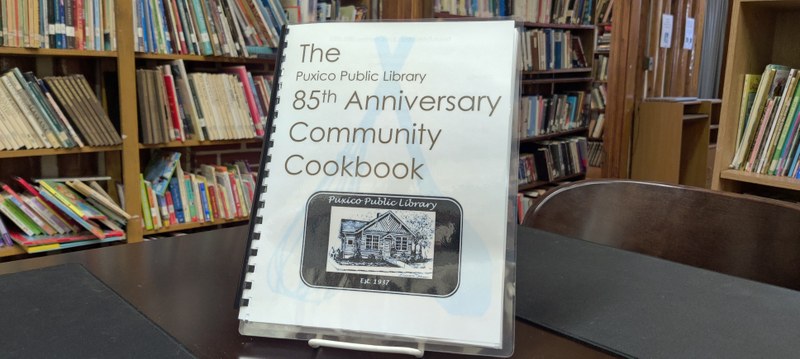 The
Puxico Public Library
85th Anniversary
Community
Cookbook
Puxico Public Library
Est. 1937